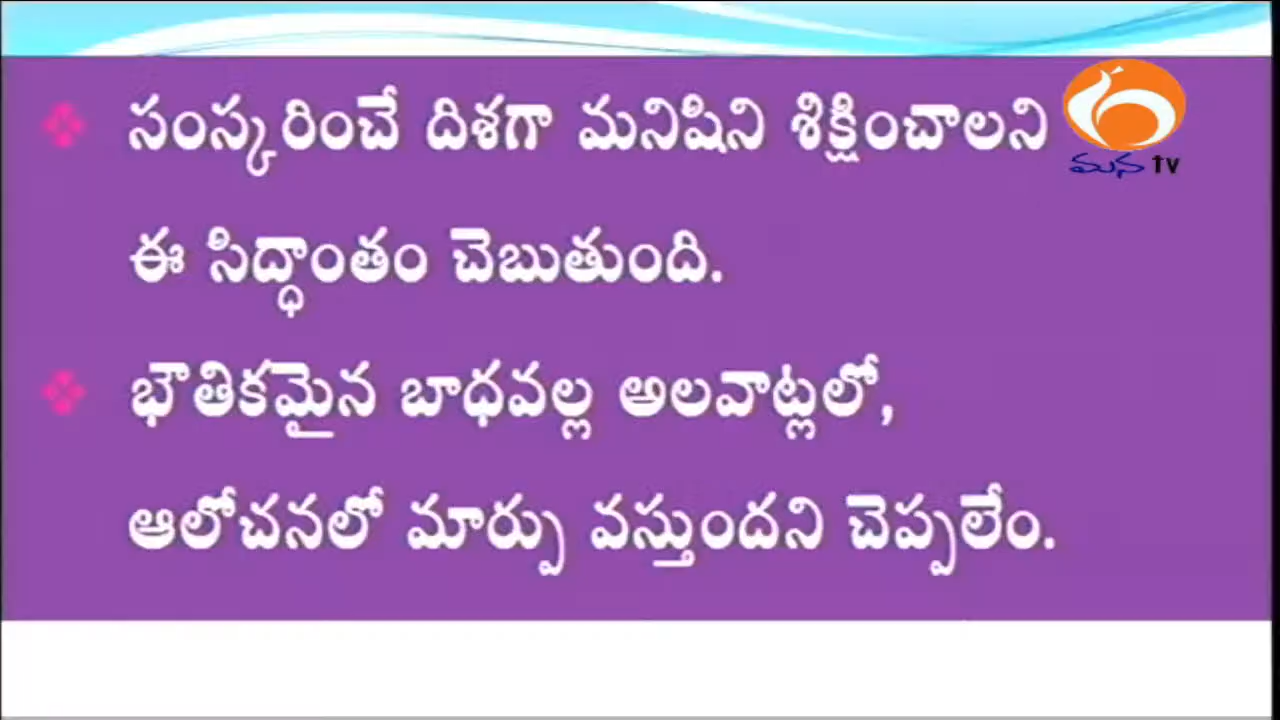 సంస్కరించే దిశగా మనిషిని శిక్షించాలని
మన tv
ఈ సిద్ధాంతం చెబుతుంది.
భౌతికమైన బాధవల్ల అలవాట్లలో,
ఆలోచనలో మార్పు వస్తుందని చెప్పలేం.